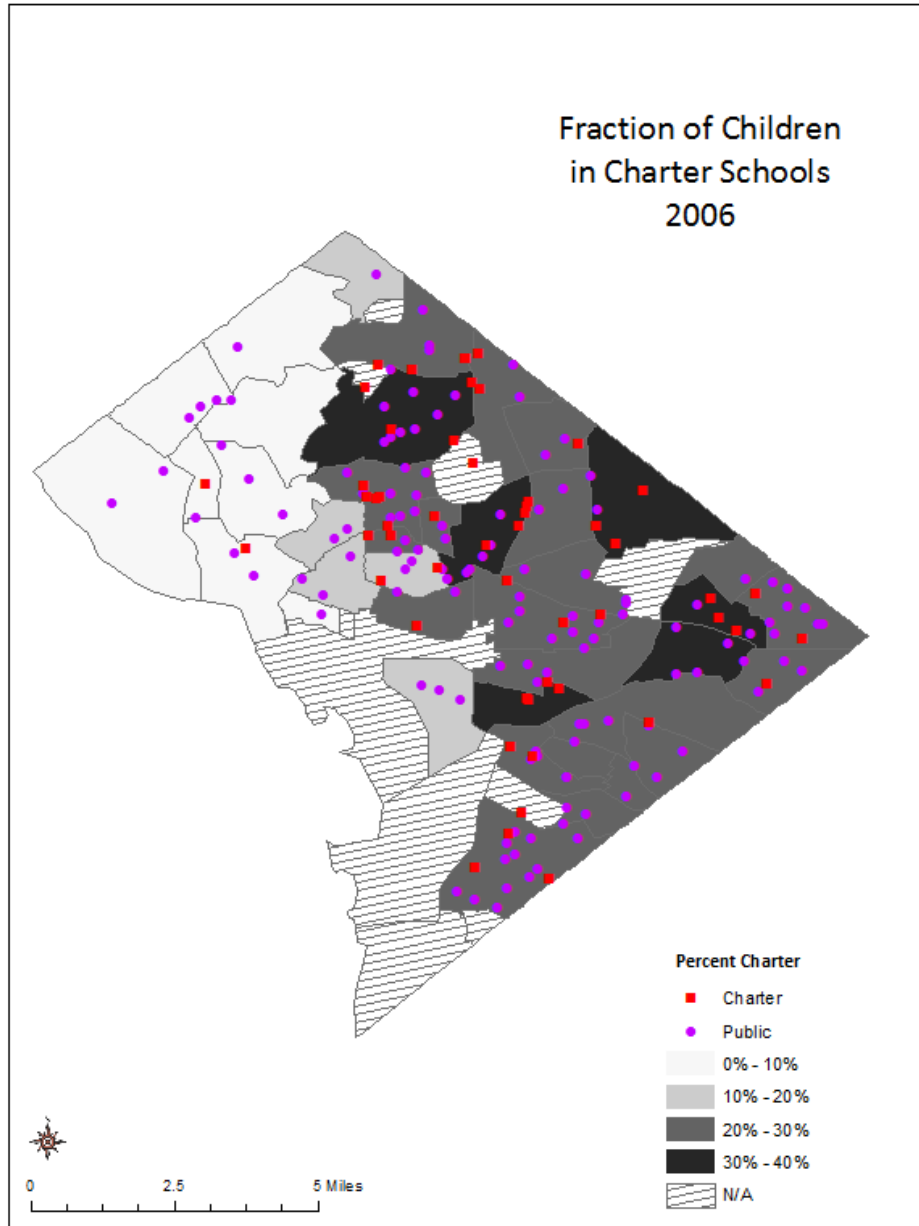 Fraction of Children
in Charter Schools
2006
Percent Charter
Charter
Public
0% - 10%
10% - 20%
20% - 30%
30% - 40%
N/A
0 2.5 5 Miles